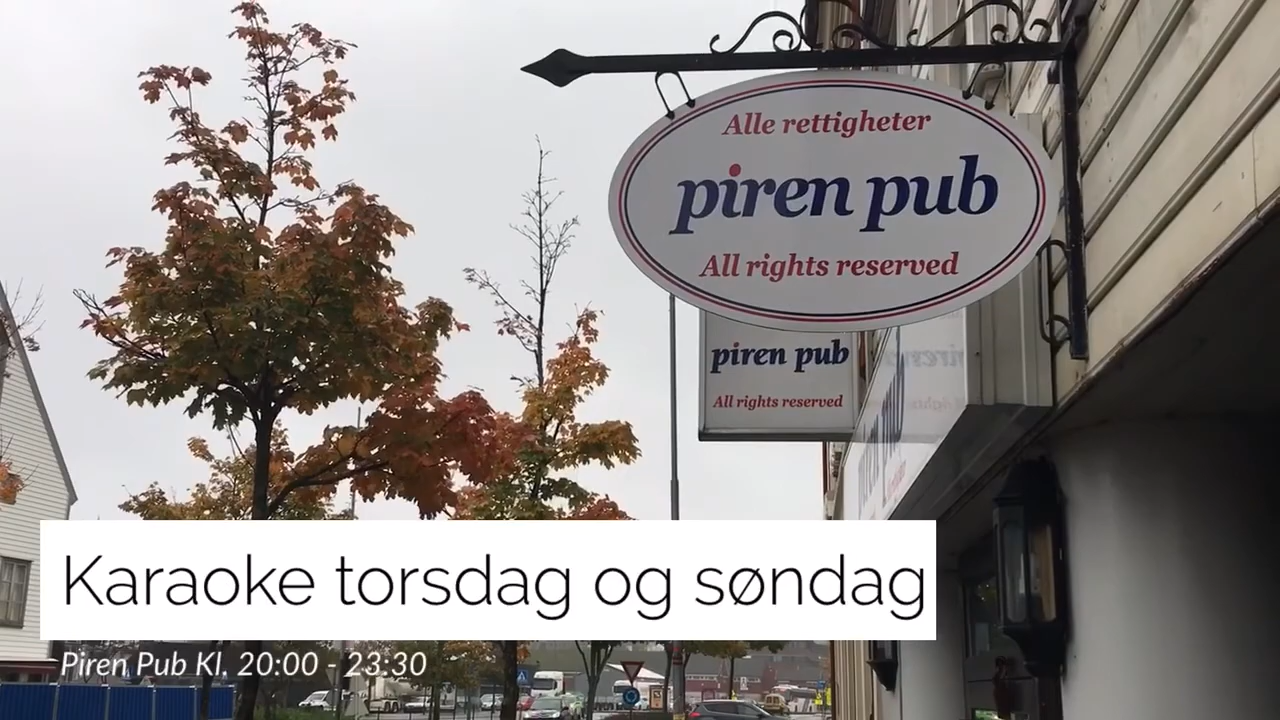 Alle rettigheter
piren pub
All rights reserved
piren pub
All rights reserved
Karaoke torsdag og søndag
Piren Pub Kl. 20:00 - 23:30